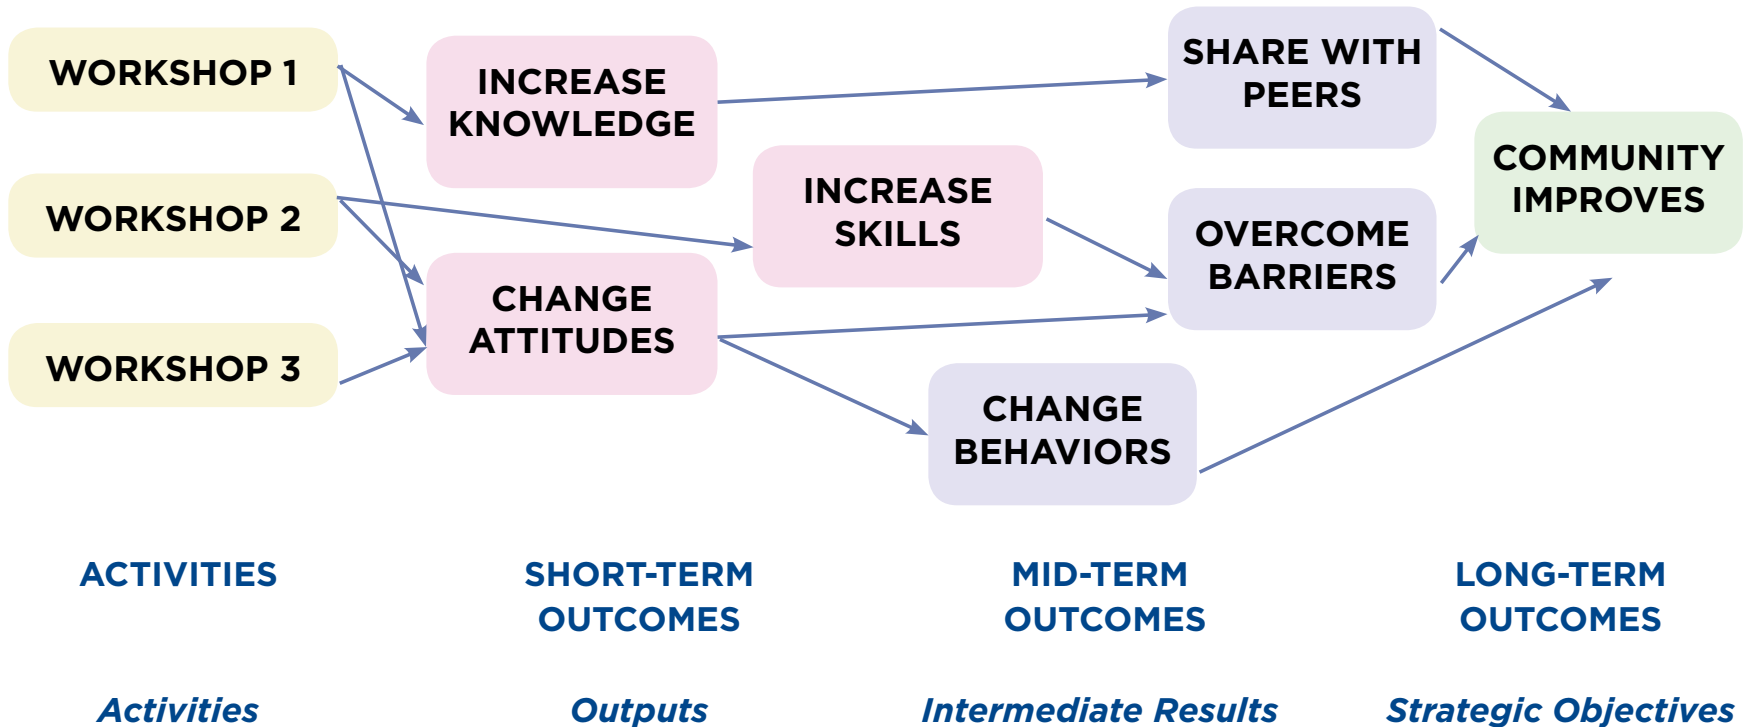 WORKSHOP 1
WORKSHOP 2
WORKSHOP 3
INCREASE
KNOWLEDGE
CHANGE
ATTITUDES
INCREASE
SKILLS
SHARE WITH
PEERS
OVERCOME
BARRIERS
CHANGE
BEHAVIORS
COMMUNITY
IMPROVES
ACTIVITIES
SHORT-TERM
OUTCOMES
MID-TERM
OUTCOMES
LONG-TERM
OUTCOMES
Activities
Outputs
Intermediate Results
Strategic Objectives